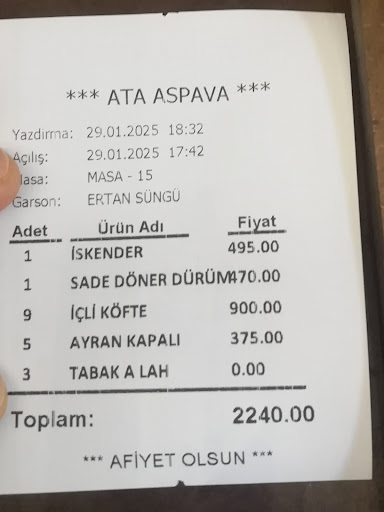 *** ATA ASPAVA ***
Yazdırma: 29.01.2025 18:32
Açılış: 29.01.2025 17:42
Masa: MASA - 15
Garson: ERTAN SÜNGÜ
Adet Ürün Adı Fiyat
1 İSKENDER 495.00
1 SADE DÖNER DÜRÜM 470.00
9 İÇLİ KÖFTE 900.00
5 AYRAN KAPALI 375.00
3 TABAK A LAH 0.00
Toplam: 2240.00
*** AFİYET OLSUN ***